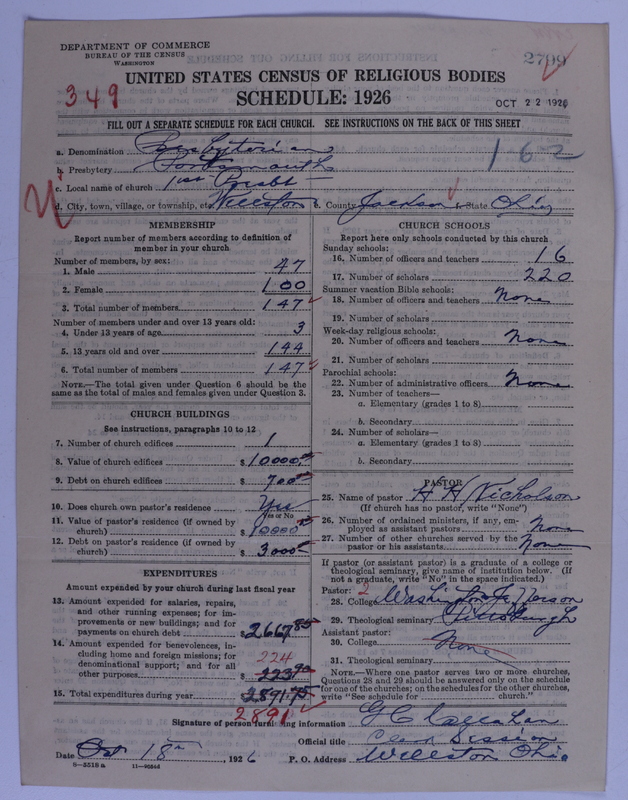 DEPARTMENT OF COMMERCE
BUREAU OF THE CENSUS
WASHINGTON
2799
UNITED STATES CENSUS OF RELIGIOUS BODIES
349
SCHEDULE: 1926
OCT 22 1926
FILL OUT A SEPARATE SCHEDULE FOR EACH CHURCH. SEE INSTRUCTIONS ON THE BACK OF THIS SHEET
a. Denomination Presbyterian
162
b. Presbytery Portsmouth
c. Local name of church 1st Presbt
d. City, town, village, or township, etc. Wellston County Jackson State Ohio
MEMBERSHIP
Report number of members according to definition of
member in your church
Number of members, by sex:
1. Male 47
2. Female 100
3. Total number of members 147
Number of members under and over 13 years old:
4. Under 13 years of age 3
5. 13 years old and over 144
6. Total number of members 147
NOTE.—The total given under Question 6 should be the
same as the total of males and females given under Question 3.
CHURCH BUILDINGS
See instructions, paragraphs 10 to 12
7. Number of church edifices 1
8. Value of church edifices $10000.00
9. Debt on church edifices $700.00
10. Does church own pastor's residence Yes
Yes or No
11. Value of pastor's residence (if owned by
church) $10000
12. Debt on pastor's residence (if owned by
church) $3000
EXPENDITURES
Amount expended by your church during last fiscal year
13. Amount expended for salaries, repairs,
and other running expenses; for im-
provements or new buildings; and for
payments on church debt $2667.85
14. Amount expended for benevolences, in-
cluding home and foreign missions; for
denominational support; and for all
other purposes 224
$223.90
15. Total expenditures during year $2891.75
2891
CHURCH SCHOOLS
Report here only schools conducted by this church
Sunday schools:
16. Number of officers and teachers 16
17. Number of scholars 220
Summer vacation Bible schools:
18. Number of officers and teachers None
19. Number of scholars
Week-day religious schools:
20. Number of officers and teachers None
21. Number of scholars
Parochial schools:
22. Number of administrative officers None
23. Number of teachers—
a. Elementary (grades 1 to 8)
b. Secondary
24. Number of scholars—
a. Elementary (grades 1 to 8)
b. Secondary
PASTOR
25. Name of pastor H H Nicholson
(If church has no pastor, write "None")
26. Number of ordained ministers, if any, em-
ployed as assistant pastors None
27. Number of other churches served by the
pastor or his assistants None
If pastor (or assistant pastor) is a graduate of a college or
theological seminary, give name of institution below. (If
not a graduate, write "No" in the space indicated.)
Pastor: 2
28. College Washington Jefferson
29. Theological seminary Pittsburgh
Assistant pastor:
30. College None
31. Theological seminary
NOTE.—Where one pastor serves two or more churches,
Questions 28 and 29 should be answered only on the schedule
for one of the churches; on the schedules for the other churches,
write "See schedule for church."
Signature of person furnishing information G C Callahan
Official title Clerk Session
Date Oct 18 1926 P. O. Address Wellston Ohio